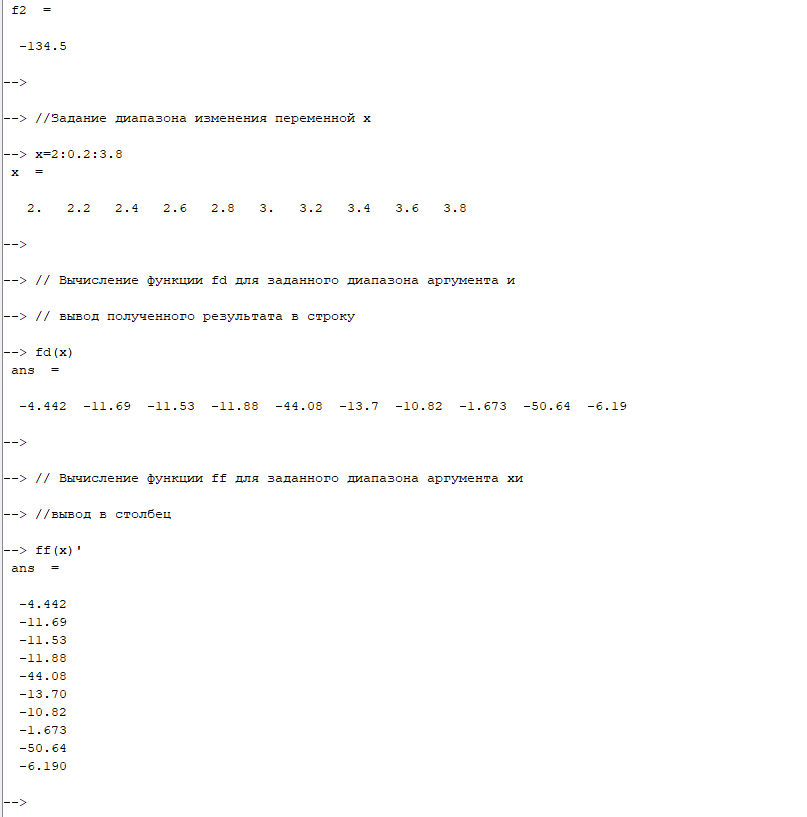 f2  =
-134.5
-->
--> //Задание диапазона изменения переменной x
--> x=2:0.2:3.8
x  =
2.   2.2   2.4   2.6   2.8   3.   3.2   3.4   3.6   3.8
-->
--> // Вычисление функции fd для заданного диапазона аргумента и
--> // вывод полученного результата в строку
--> fd(x)
ans  =
-4.442  -11.69  -11.53  -11.88  -44.08  -13.7  -10.82  -1.673  -50.64  -6.19
-->
--> // Вычисление функции ff для заданного диапазона аргумента xи
--> //вывод в столбец
--> ff(x)'
ans  =
-4.442
-11.69
-11.53
-11.88
-44.08
-13.70
-10.82
-1.673
-50.64
-6.190
-->